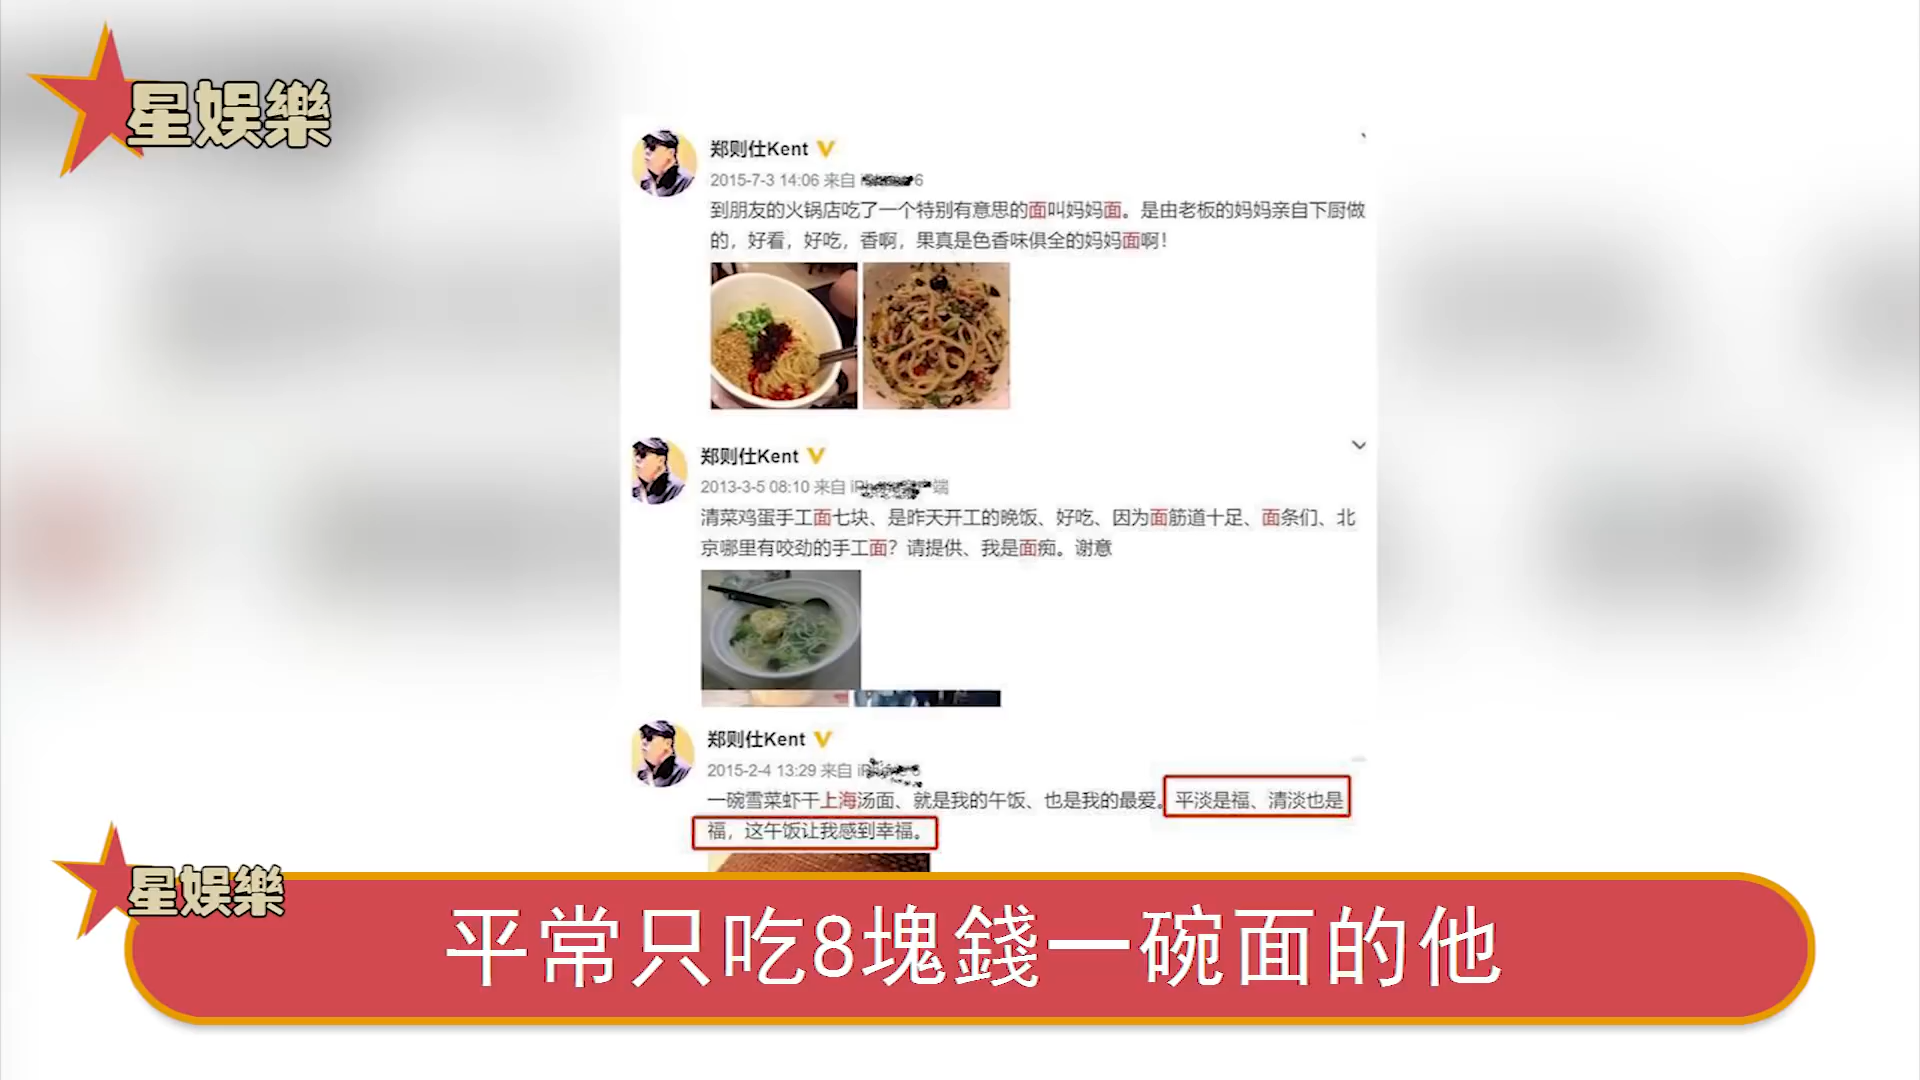 星娱樂
郑则仕Kent
2015-7-3 14:06 来自 6
到朋友的火锅店吃了一个特别有意思的面叫妈妈面。是由老板的妈妈亲自下厨做
的，好看，好吃，香啊，果真是色香味俱全的妈妈面啊！
郑则仕Kent
2013-3-5 08:10 来自 端
清菜鸡蛋手工面七块、是昨天开工的晚饭、好吃、因为面筋道十足、面条们、北
京哪里有咬劲的手工面？请提供、我是面痴。谢意
郑则仕Kent
2015-2-4 13:29 来自
一碗雪菜虾干上海汤面、就是我的午饭、也是我的最爱。平淡是福、清淡也是
福，这午饭让我感到幸福。
星娱樂
平常只吃8塊錢一碗面的他